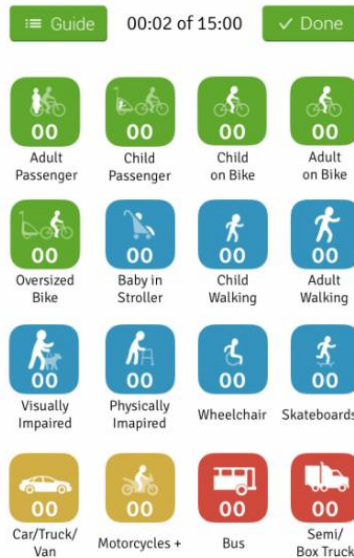 Guide 00:02 of 15:00 Done
00 00 00 00
Adult Child Child Adult
Passenger Passenger on Bike on Bike
00 00 00 00
Oversized Baby in Child Adult
Bike Stroller Walking Walking
00 00 00 00
Visually Physically Wheelchair Skateboards
Impaired Imapired
00 00 00 00
Car/Truck/ Motorcycles + Bus Semi/
Van Box Truck